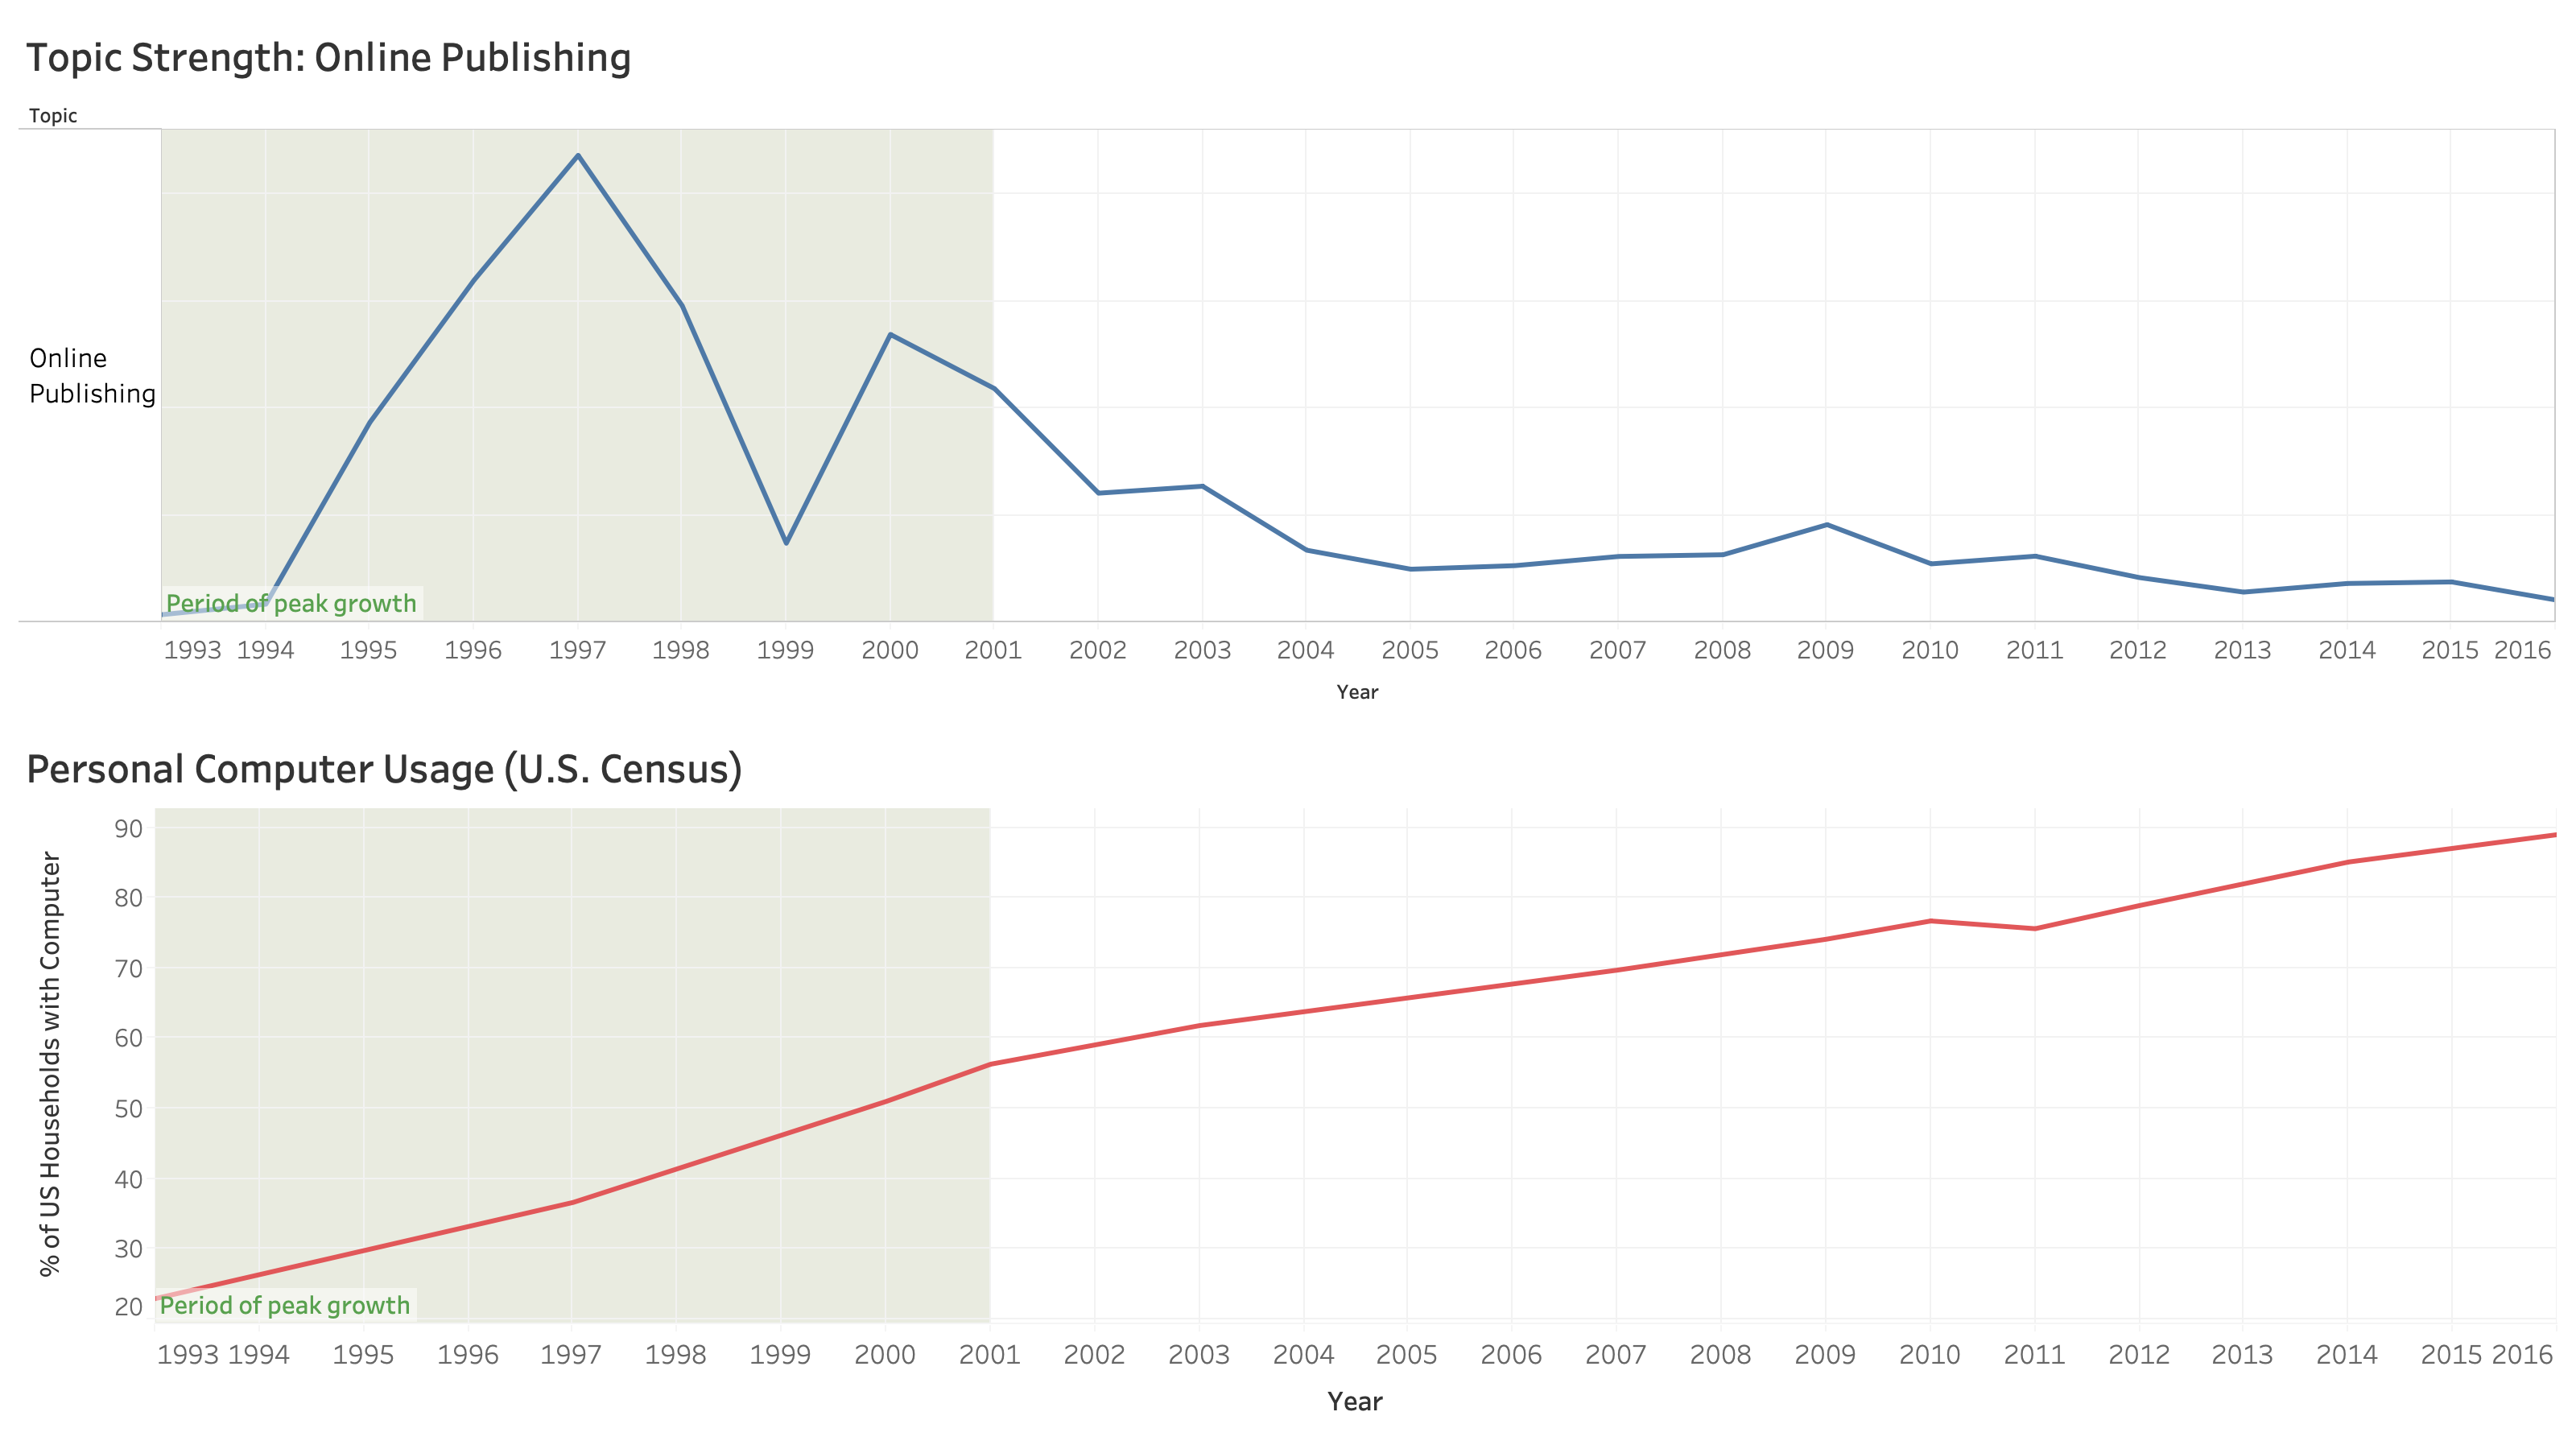 Topic Strength: Online Publishing
Topic
Online
Publishing
Period of peak growth
1993 1994 1995 1996 1997 1998 1999 2000 2001 2002 2003 2004 2005 2006 2007 2008 2009 2010 2011 2012 2013 2014 2015 2016
Year
Personal Computer Usage (U.S. Census)
% of US Households with Computer
90
80
70
60
50
40
30
20
Period of peak growth
1993 1994 1995 1996 1997 1998 1999 2000 2001 2002 2003 2004 2005 2006 2007 2008 2009 2010 2011 2012 2013 2014 2015 2016
Year